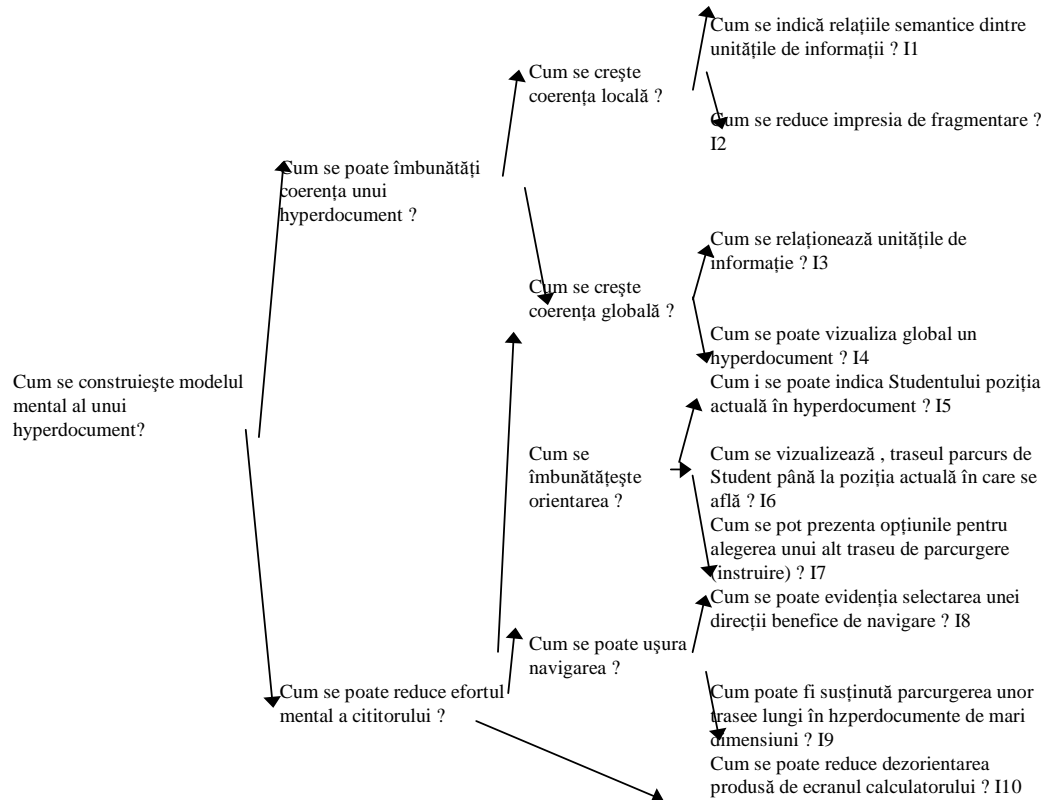 Cum se construieşte modelul
mental al unui
hyperdocument?
Cum se poate îmbunătăți
coerența unui
hyperdocument ?
Cum se poate reduce efortul
mental a cititorului ?
Cum se creşte
coerența locală ?
Cum se creşte
coerența globală ?
Cum se
îmbunătățeşte
orientarea ?
Cum se poate uşura
navigarea ?
Cum se indică relațiile semantice dintre
unitățile de informații ? I1
Cum se reduce impresia de fragmentare ?
I2
Cum se relaționează unitățile de
informație ? I3
Cum se poate vizualiza global un
hyperdocument ? I4
Cum i se poate indica Studentului poziția
actuală în hyperdocument ? I5
Cum se vizualizează , traseul parcurs de
Student până la poziția actuală în care se
află ? I6
Cum se pot prezenta opțiunile pentru
alegerea unui alt traseu de parcurgere
(instruire) ? I7
Cum se poate evidenția selectarea unei
direcții benefice de navigare ? I8
Cum poate fi susținută parcurgerea unor
trasee lungi în hzperdocumente de mari
dimensiuni ? I9
Cum se poate reduce dezorientarea
produsă de ecranul calculatorului ? I10